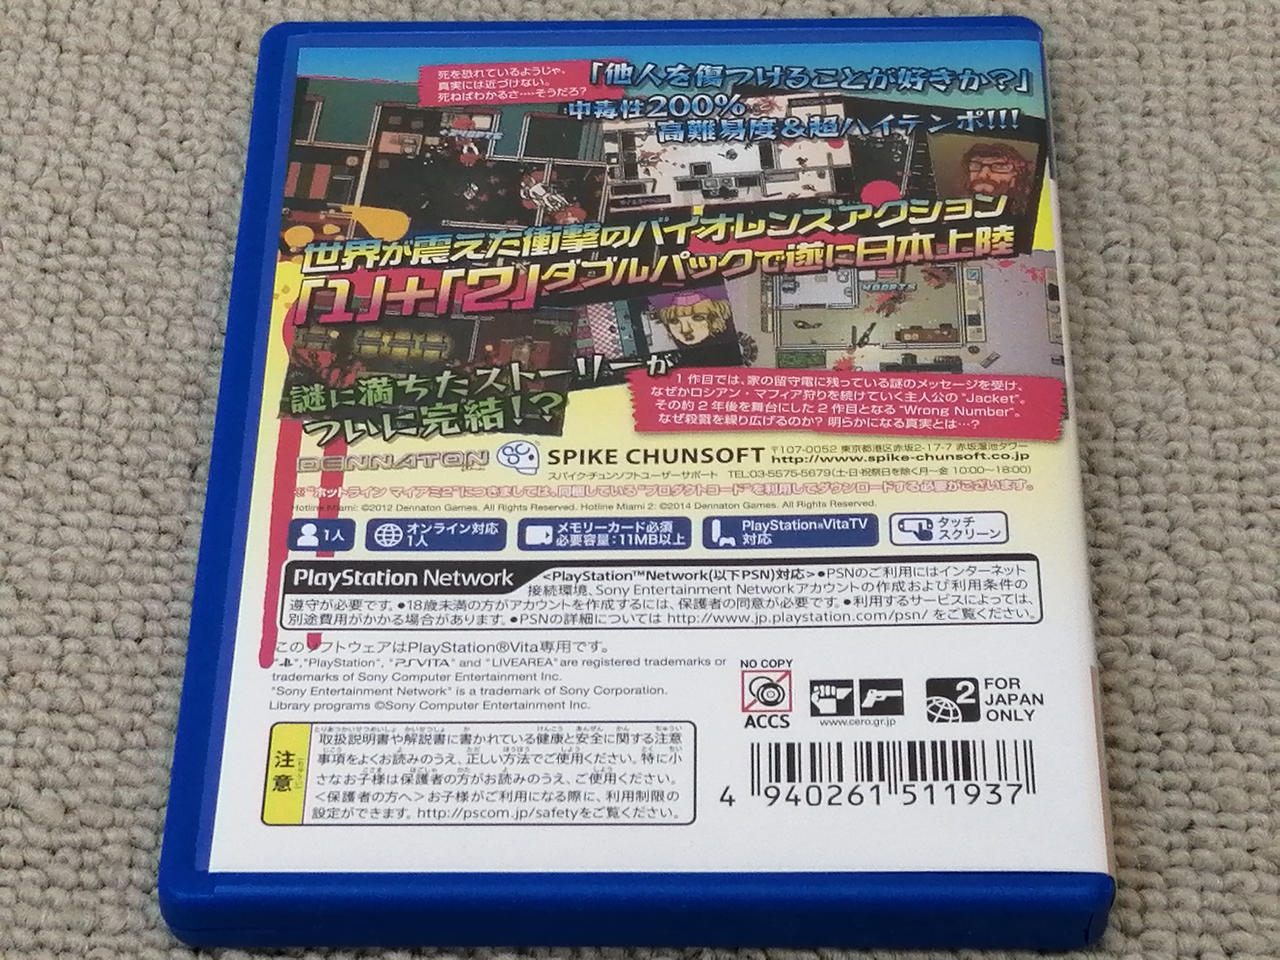 死を恐れているようじゃ、
真実には近づけない。
死ねばわかるさ……そうだろ?
「他人を傷つけることが好きか?」
中毒性200%
高難易度&超ハイテンポ!!!
世界が震えた衝撃のバイオレンスアクション
「1」+「2」ダブルパックで遂に日本上陸
謎に満ちたストーリーが
ついに完結!?
1作目では、家の留守電に残っている謎のメッセージを受け、
なぜかロシアン・マフィア狩りを続けていく主人公の"Jacket"。
その約2年後を舞台にした2作目となる"Wrong Number"。
なぜ殺戮を繰り広げるのか? 明らかになる真実とは…?
DENNATON
SPIKE CHUNSOFT
〒107-0052 東京都港区赤坂2-17-7 赤坂溜池タワー
http://www.spike-chunsoft.co.jp
スパイク・チュンソフトユーザーサポート TEL:03-5575-5679(土・日・祝祭日を除く月~金 10:00~18:00)
※"ホットライン マイアミ2"につきましては、同梱している"プロダクトコード"を利用してダウンロードする必要がございます。
Hotline Miami: ©2012 Dennaton Games. All Rights Reserved. Hotline Miami 2: ©2014 Dennaton Games. All Rights Reserved.
1人
オンライン対応
1人
メモリーカード必須
必要容量:11MB以上
PlayStation®VitaTV
対応
タッチ
スクリーン
PlayStation Network
<PlayStation™Network(以下PSN)対応>●PSNのご利用にはインターネット
接続環境、Sony Entertainment Networkアカウントの作成および利用条件の
遵守が必要です。●18歳未満の方がアカウントを作成するには、保護者の同意が必要です。●利用するサービスによっては、
別途費用がかかる場合があります。●PSNの詳細については http://www.jp.playstation.com/psn/ をご覧ください。
このソフトウェアはPlayStation®Vita専用です。
"PS", "PlayStation", "PSVITA" and "LIVEAREA" are registered trademarks or
trademarks of Sony Computer Entertainment Inc.
"Sony Entertainment Network" is a trademark of Sony Corporation.
Library programs ©Sony Computer Entertainment Inc.
NO COPY
ACCS
www.cero.gr.jp
2
FOR
JAPAN
ONLY
注意
取扱説明書や解説書に書かれている健康と安全に関する注意
事項をよくお読みのうえ、正しい方法でご使用ください。特に小
さなお子様は保護者の方がお読みのうえ、ご使用ください。
<保護者の方へ>お子様がご利用になる際に、利用制限の
設定ができます。http://pscom.jp/safetyをご覧ください。
4 940261 511937